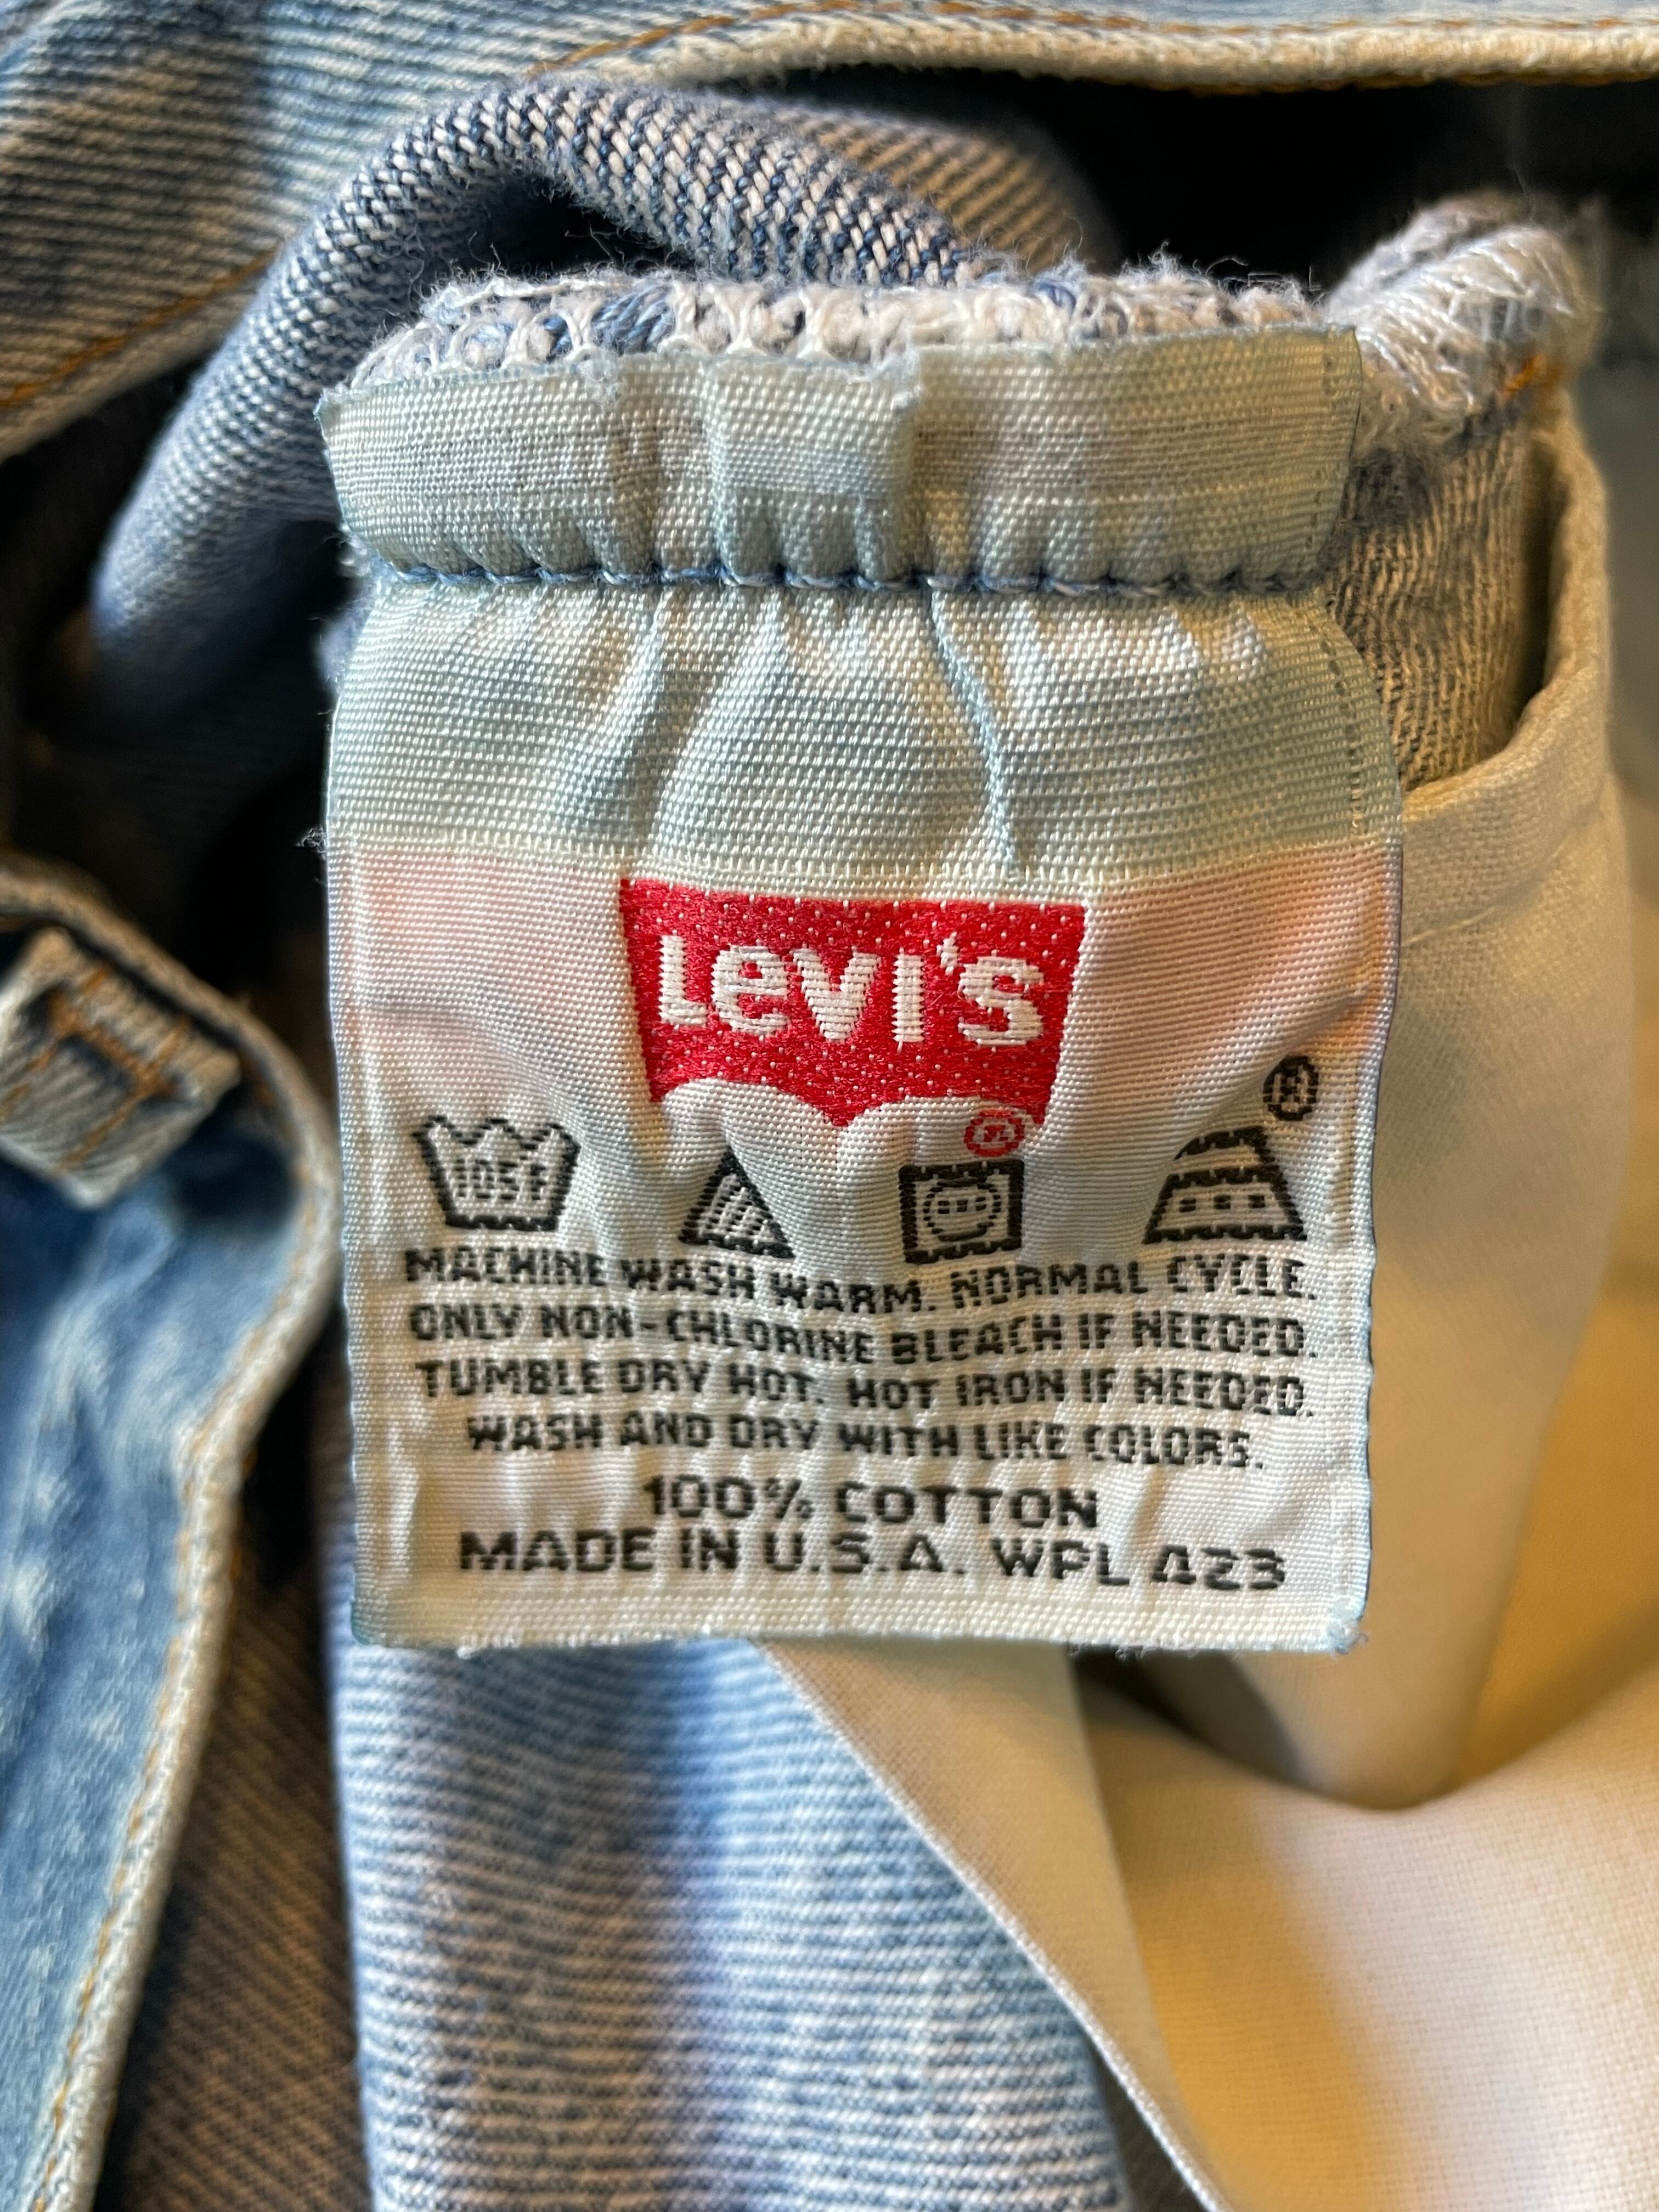 Levi's
®
105F
MACHINE WASH WARM. NORMAL CYCLE.
ONLY NON-CHLORINE BLEACH IF NEEDED.
TUMBLE DRY HOT. HOT IRON IF NEEDED.
WASH AND DRY WITH LIKE COLORS.
100% COTTON
MADE IN U.S.A. WPL 423